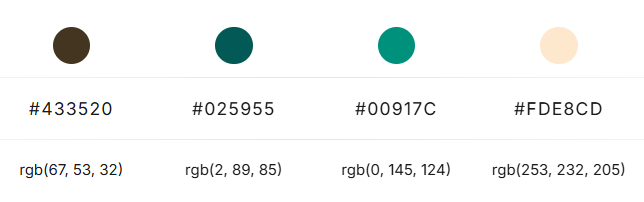 #433520 #025955 #00917C #FDE8CD
rgb(67, 53, 32) rgb(2, 89, 85) rgb(0, 145, 124) rgb(253, 232, 205)